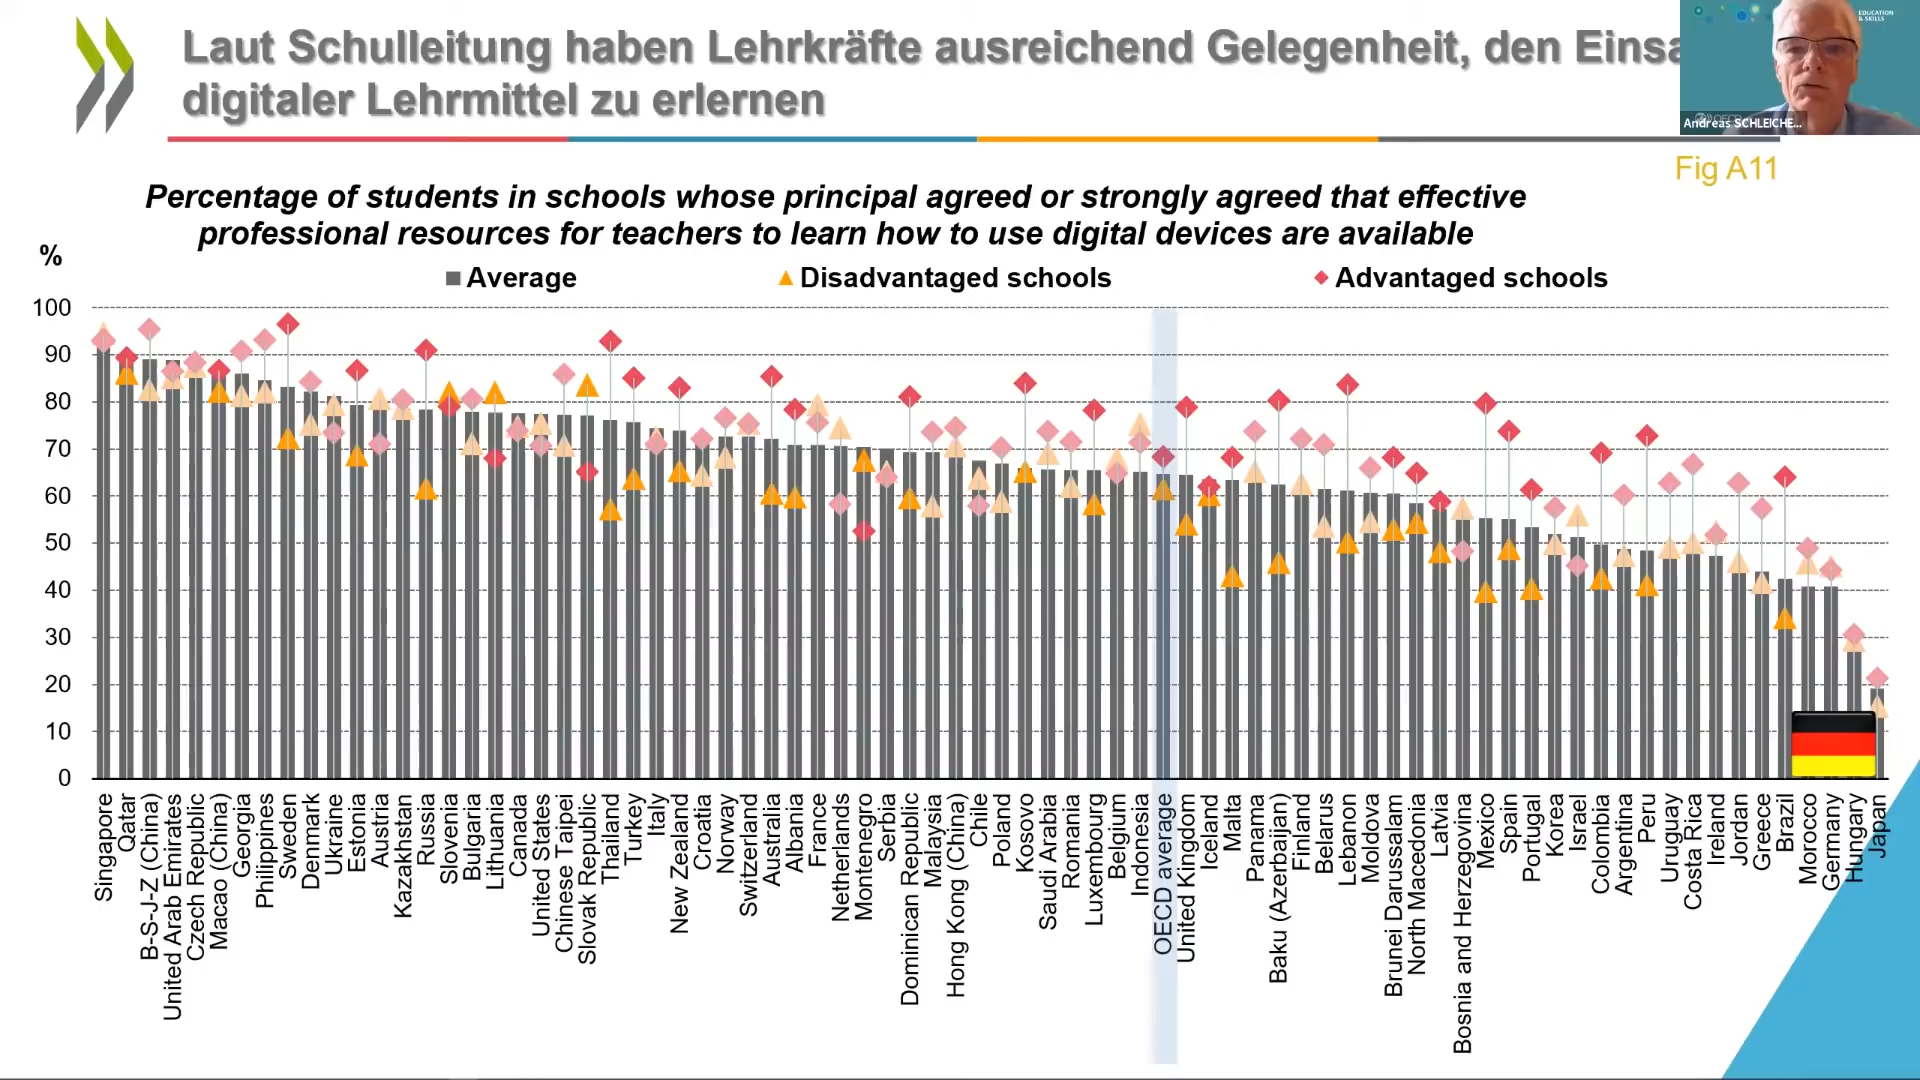 Laut Schulleitung haben Lehrkräfte ausreichend Gelegenheit, den Einsa
digitaler Lehrmittel zu erlernen
EDUCATION
& SKILLS
Andreas SCHLEICHE...
Fig A11
Percentage of students in schools whose principal agreed or strongly agreed that effective
professional resources for teachers to learn how to use digital devices are available
%
Average
Disadvantaged schools
Advantaged schools
100
90
80
70
60
50
40
30
20
10
0
Singapore
Qatar
B-S-J-Z (China)
United Arab Emirates
Czech Republic
Macao (China)
Georgia
Philippines
Sweden
Denmark
Ukraine
Estonia
Austria
Kazakhstan
Russia
Slovenia
Bulgaria
Lithuania
Canada
United States
Chinese Taipei
Slovak Republic
Thailand
Turkey
Italy
New Zealand
Croatia
Norway
Switzerland
Australia
Albania
France
Netherlands
Montenegro
Serbia
Dominican Republic
Malaysia
Hong Kong (China)
Chile
Poland
Kosovo
Saudi Arabia
Romania
Luxembourg
Belgium
Indonesia
OECD average
United Kingdom
Iceland
Malta
Panama
Baku (Azerbaijan)
Finland
Belarus
Lebanon
Moldova
Brunei Darussalam
North Macedonia
Latvia
Bosnia and Herzegovina
Mexico
Spain
Portugal
Korea
Israel
Colombia
Argentina
Peru
Uruguay
Costa Rica
Ireland
Jordan
Greece
Brazil
Morocco
Germany
Hungary
Japan